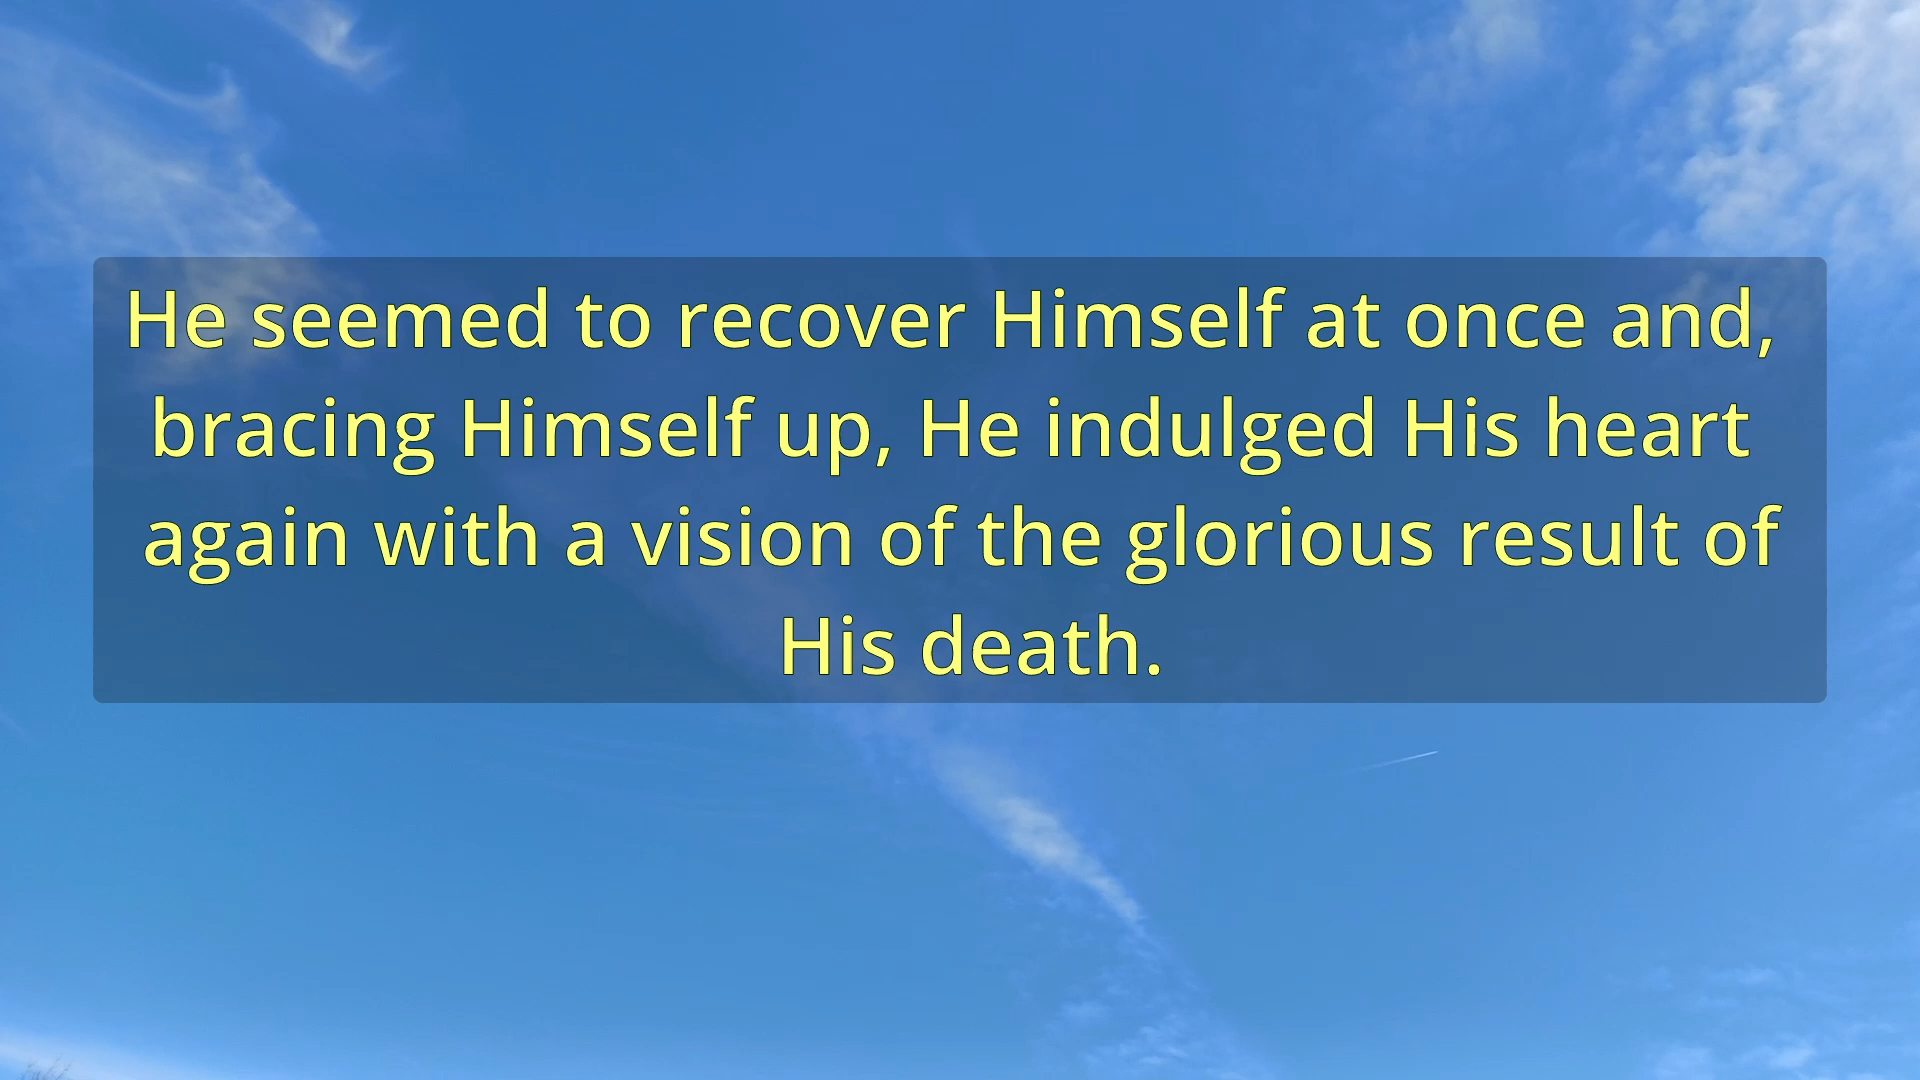 He seemed to recover Himself at once and,
bracing Himself up, He indulged His heart
again with a vision of the glorious result of
His death.